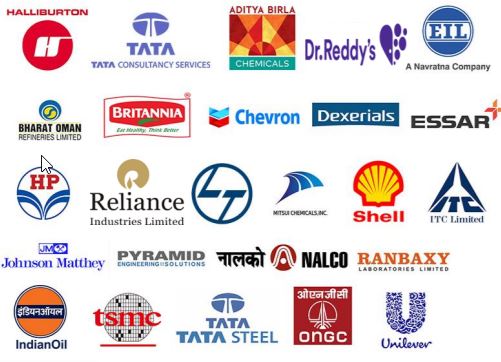 HALLIBURTON
H
TATA
TATA CONSULTANCY SERVICES
ADITYA BIRLA
CHEMICALS
Dr.Reddy's
EIL
A Navratna Company
BHARAT OMAN
REFINERIES LIMITED
BRITANNIA
®
Eat Healthy, Think Better
Chevron
Dexerials
ESSAR
HP
Reliance
Industries Limited
LT
MITSUI CHEMICALS, INC.
Shell
ITC Limited
JM
Johnson Matthey
PYRAMID
ENGINEERING IT SOLUTIONS
नालको
NALCO
RANBAXY
LABORATORIES LIMITED
इंडियनऑयल
IndianOil
tsmc
TATA
TATA STEEL
ओएनजीसी
ONGC
Unilever